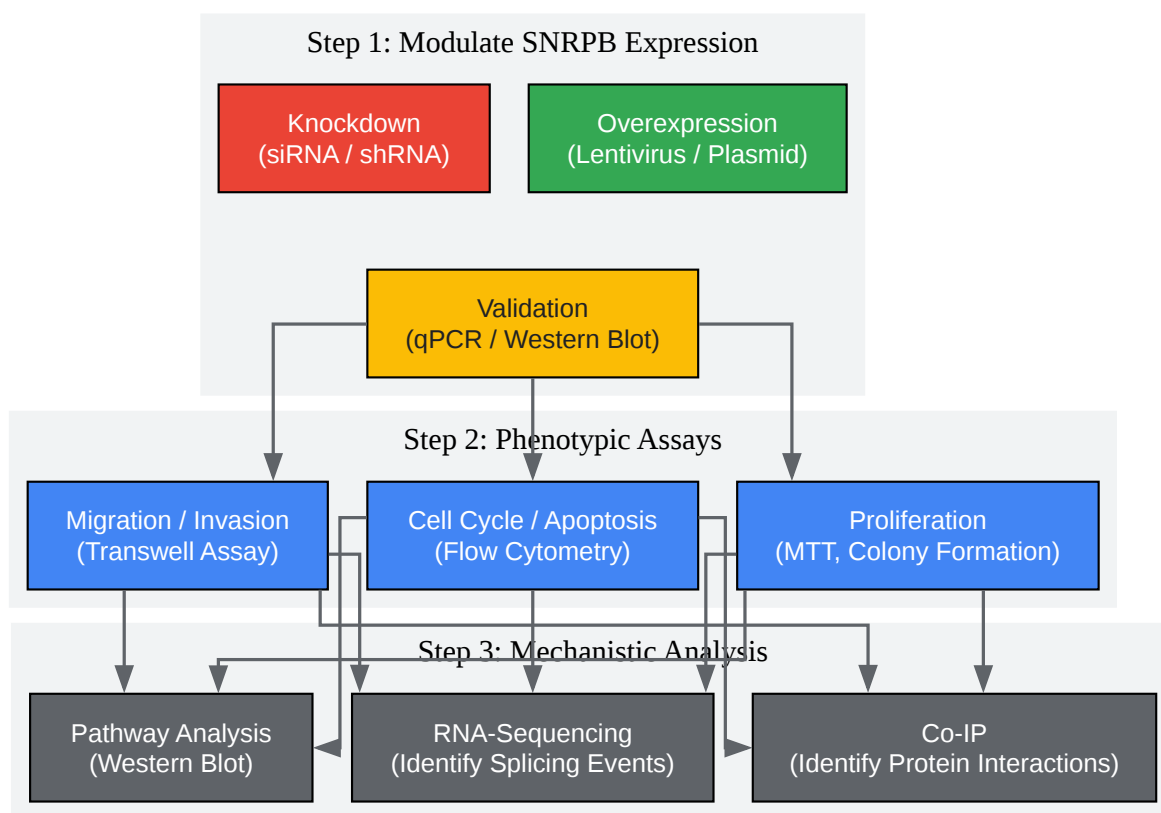 Step 1: Modulate SNRPB Expression
Knockdown
(siRNA / shRNA)
Overexpression
(Lentivirus / Plasmid)
Validation
(qPCR / Western Blot)
Step 2: Phenotypic Assays
Migration / Invasion
(Transwell Assay)
Cell Cycle / Apoptosis
(Flow Cytometry)
Proliferation
(MTT, Colony Formation)
Step 3: Mechanistic Analysis
Pathway Analysis
(Western Blot)
RNA-Sequencing
(Identify Splicing Events)
Co-IP
(Identify Protein Interactions)